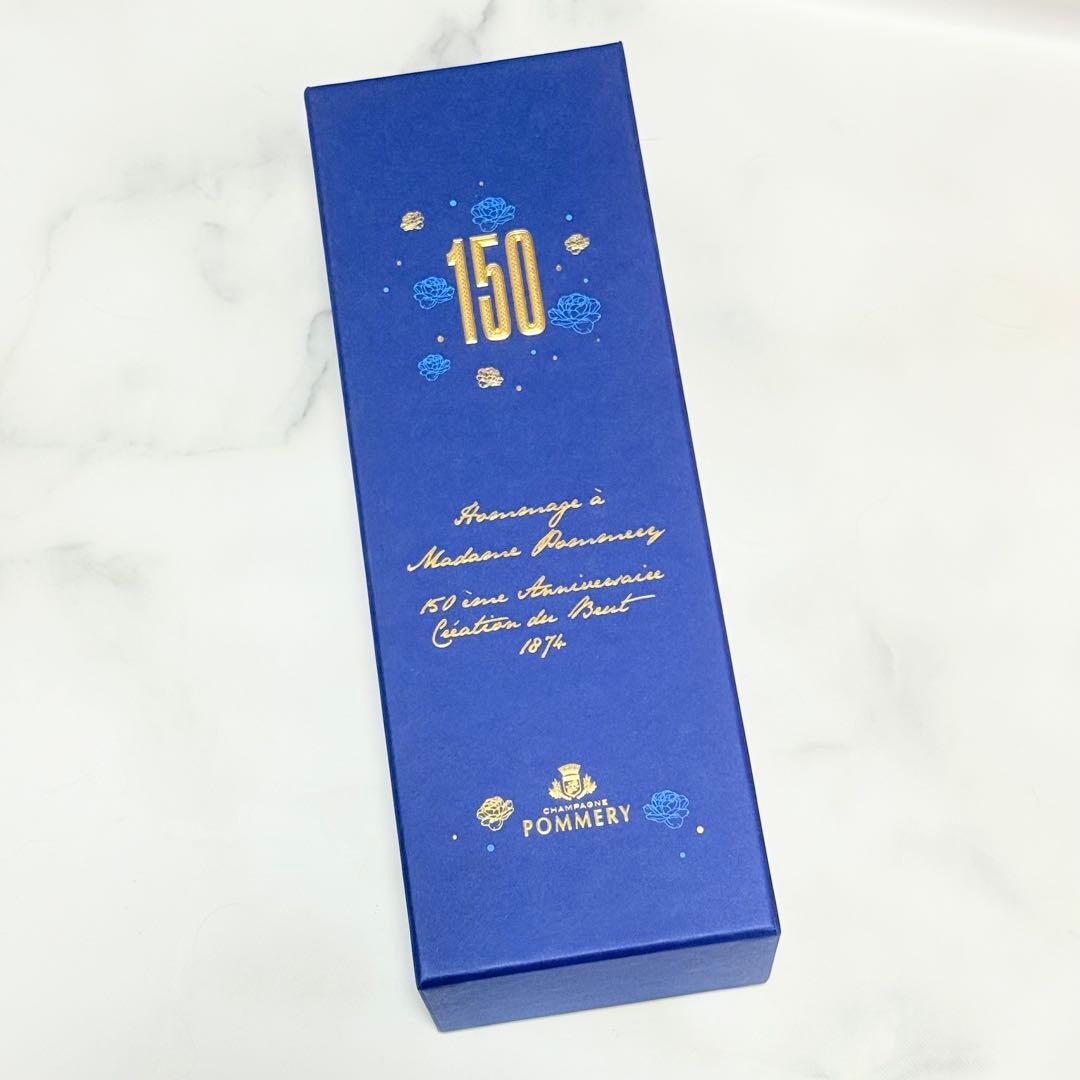 150
Hommage à
Madame Pommery
150 ème Anniversaire
Création du Brut
1874
CHAMPAGNE
POMMERY